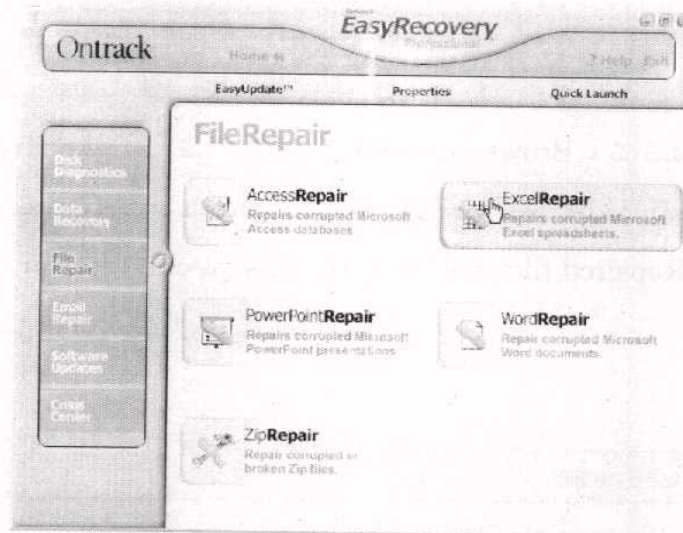 EasyRecovery
Professional
Ontrack
Home
? Help Exit
EasyUpdate™
Properties
Quick Launch
FileRepair
Disk
Diagnostics
Data
Recovery
File
Repair
Email
Repair
Software
Updates
Crisis
Center
AccessRepair
Repairs corrupted Microsoft
Access databases
ExcelRepair
Repairs corrupted Microsoft
Excel spreadsheets.
PowerPointRepair
Repairs corrupted Microsoft
PowerPoint presentations
WordRepair
Repair corrupted Microsoft
Word documents.
ZipRepair
Repair corrupted or
broken Zip files.